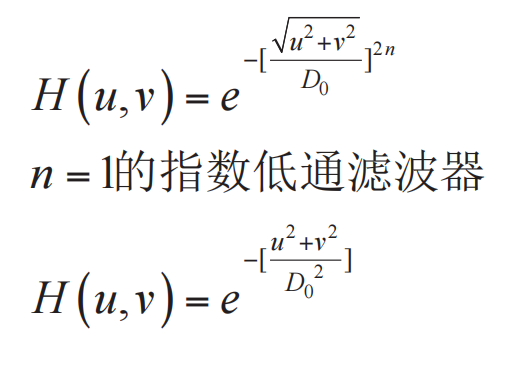 H(u,v) = e^{-[\frac{\sqrt{u^2+v^2}}{D_0}]^{2n}}
n = 1的指数低通滤波器
H(u,v) = e^{-[\frac{u^2+v^2}{D_0^2}]}